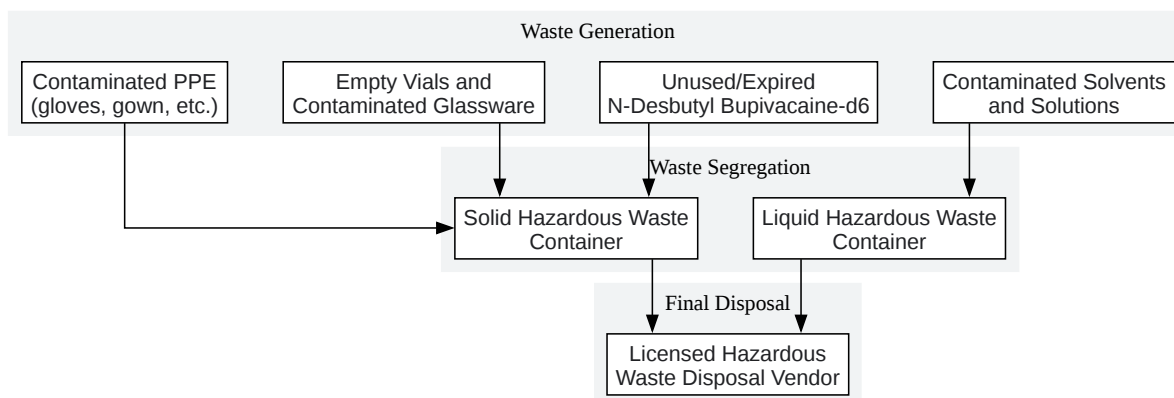 Waste Generation
Contaminated PPE
(gloves, gown, etc.)
Empty Vials and
Contaminated Glassware
Unused/Expired
N-Desbutyl Bupivacaine-d6
Contaminated Solvents
and Solutions
Waste Segregation
Solid Hazardous Waste
Container
Liquid Hazardous Waste
Container
Final Disposal
Licensed Hazardous
Waste Disposal Vendor